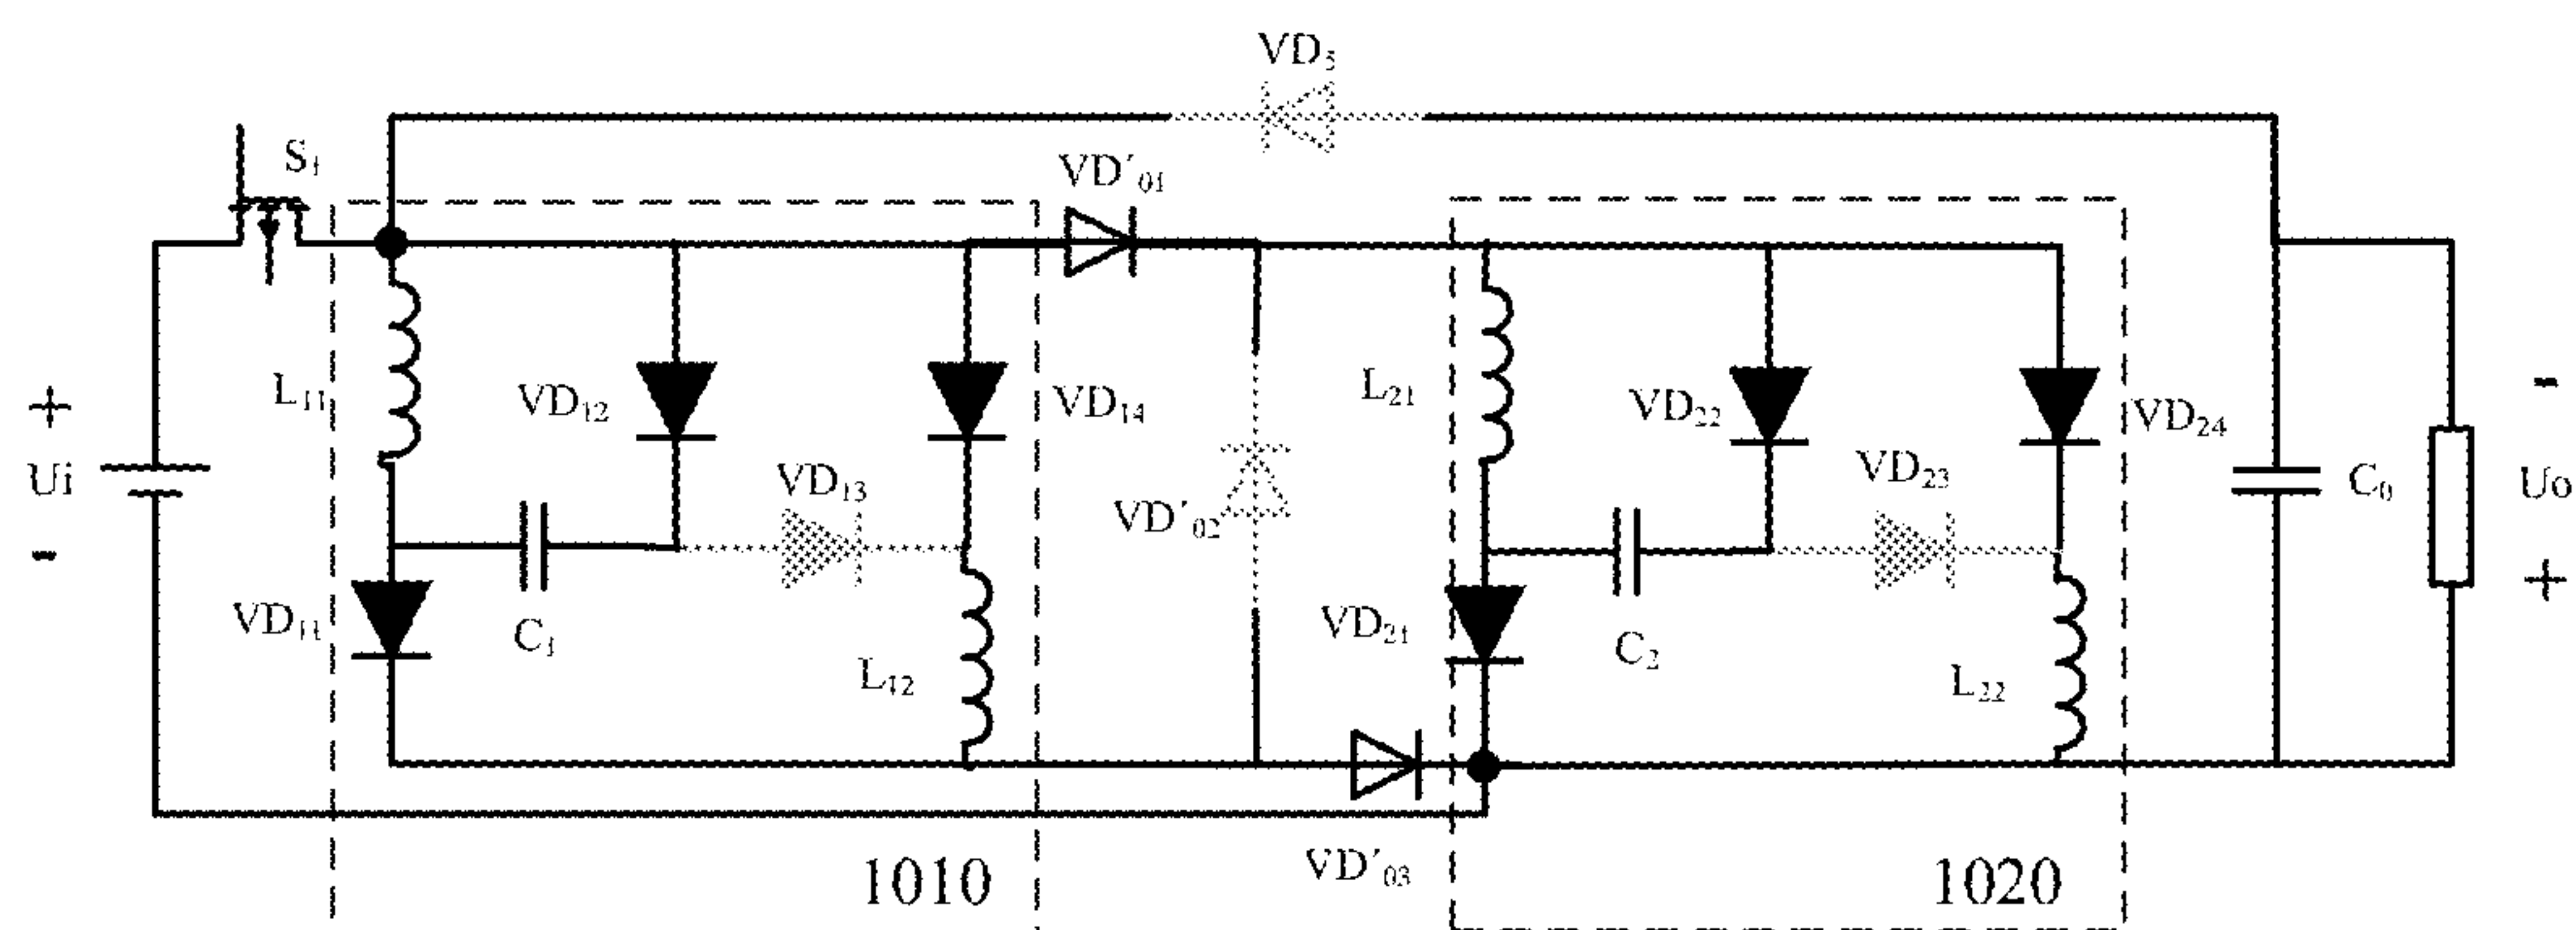 VD₅
S₁
VD´₀₁
+
Ui
-
L₁₁
VD₁₂
VD₁₄
VD₁₃
VD₁₁
C₁
L₁₂
VD´₀₂
VD´₀₃
L₂₁
VD₂₂
VD₂₄
VD₂₃
VD₂₁
C₂
L₂₂
C₀
-
Uo
+
1010
1020